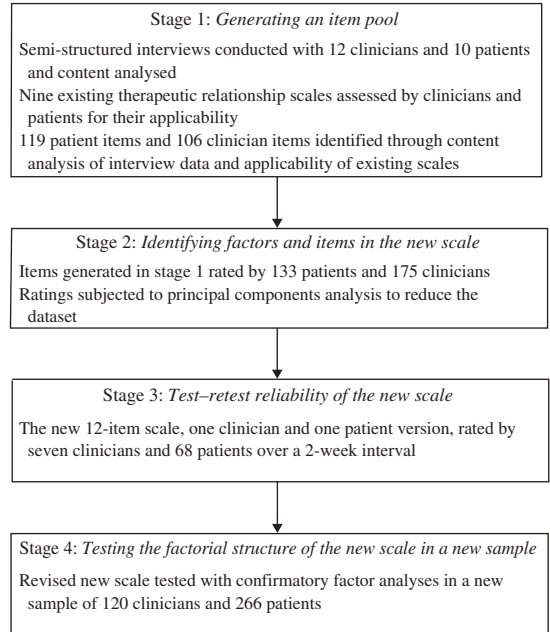 Stage 1: Generating an item pool
Semi-structured interviews conducted with 12 clinicians and 10 patients
and content analysed
Nine existing therapeutic relationship scales assessed by clinicians and
patients for their applicability
119 patient items and 106 clinician items identified through content
analysis of interview data and applicability of existing scales
Stage 2: Identifying factors and items in the new scale
Items generated in stage 1 rated by 133 patients and 175 clinicians
Ratings subjected to principal components analysis to reduce the
dataset
Stage 3: Test–retest reliability of the new scale
The new 12-item scale, one clinician and one patient version, rated by
seven clinicians and 68 patients over a 2-week interval
Stage 4: Testing the factorial structure of the new scale in a new sample
Revised new scale tested with confirmatory factor analyses in a new
sample of 120 clinicians and 266 patients